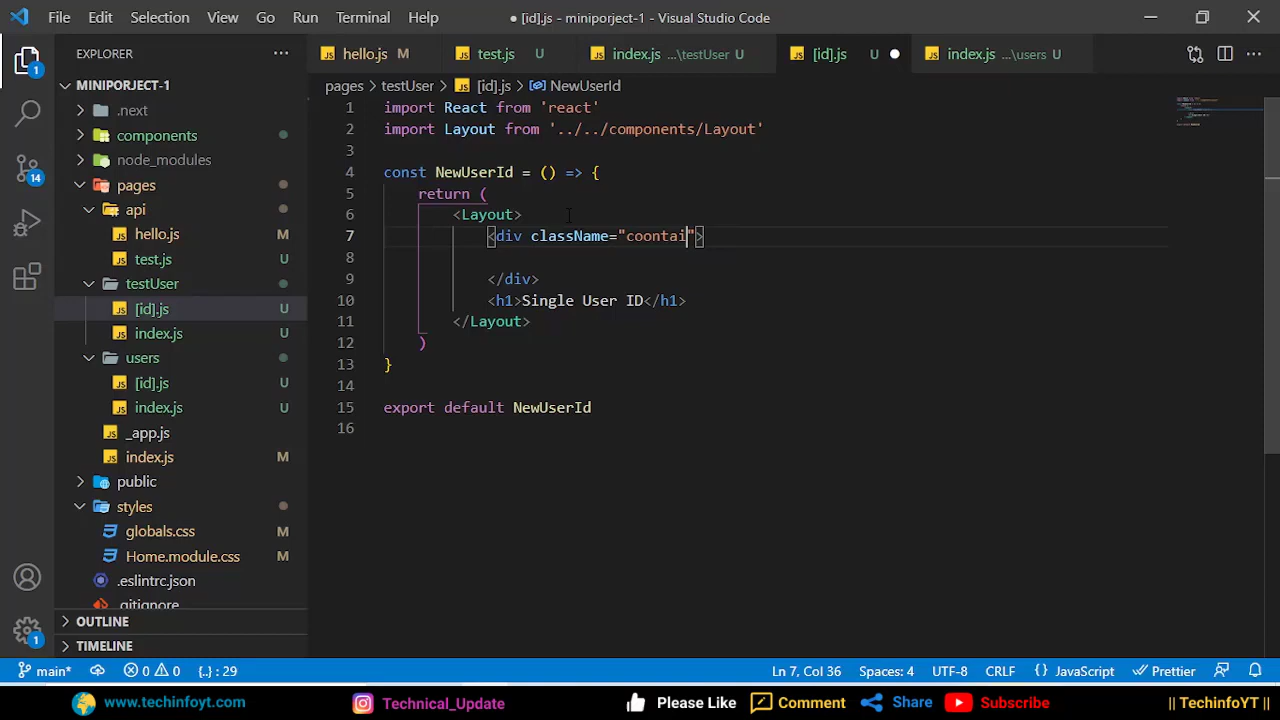 File Edit Selection View Go Run Terminal Help ● [id].js - miniporject-1 - Visual Studio Code
EXPLORER
hello.js M test.js U index.js ...\testUser U [id].js U index.js ...\users U
MINIPORJECT-1
pages > testUser > [id].js > NewUserId
.next
components
node_modules
pages
api
hello.js M
test.js U
testUser
[id].js U
index.js U
users
[id].js U
index.js U
_app.js
index.js M
public
styles
globals.css M
Home.module.css M
.eslintrc.json
.gitignore
OUTLINE
TIMELINE
1 import React from 'react'
2 import Layout from '../../components/Layout'
3
4 const NewUserId = () => {
5 return (
6 <Layout>
7 <div className="coontai">
8
9 </div>
10 <h1>Single User ID</h1>
11 </Layout>
12 )
13 }
14
15 export default NewUserId
16
1
14
1
main* 0 0 {..} : 29 Ln 7, Col 36 Spaces: 4 UTF-8 CRLF {} JavaScript Prettier
www.techinfoyt.com Technical_Update Please Like Comment Share Subscribe || TechinfoYT ||